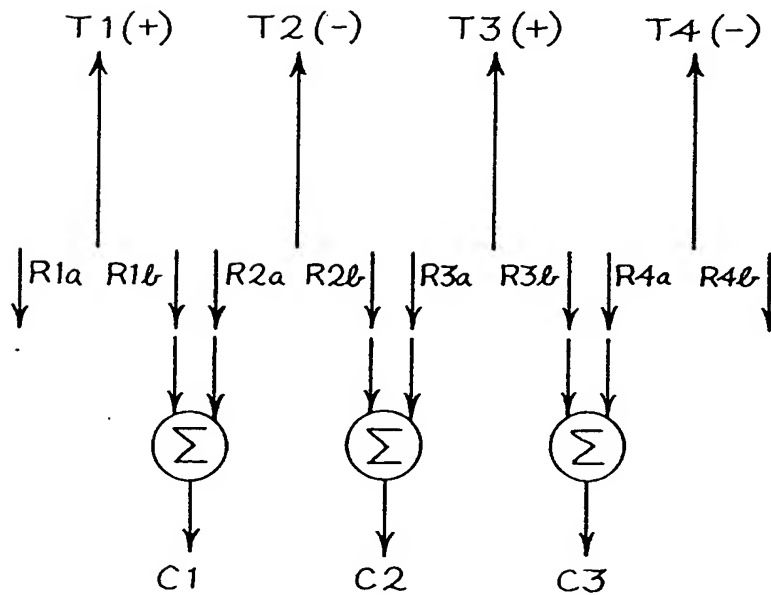 T1(+) T2(-) T3(+) T4(-)
R1a R1b R2a R2b R3a R3b R4a R4b
Σ Σ Σ
C1 C2 C3